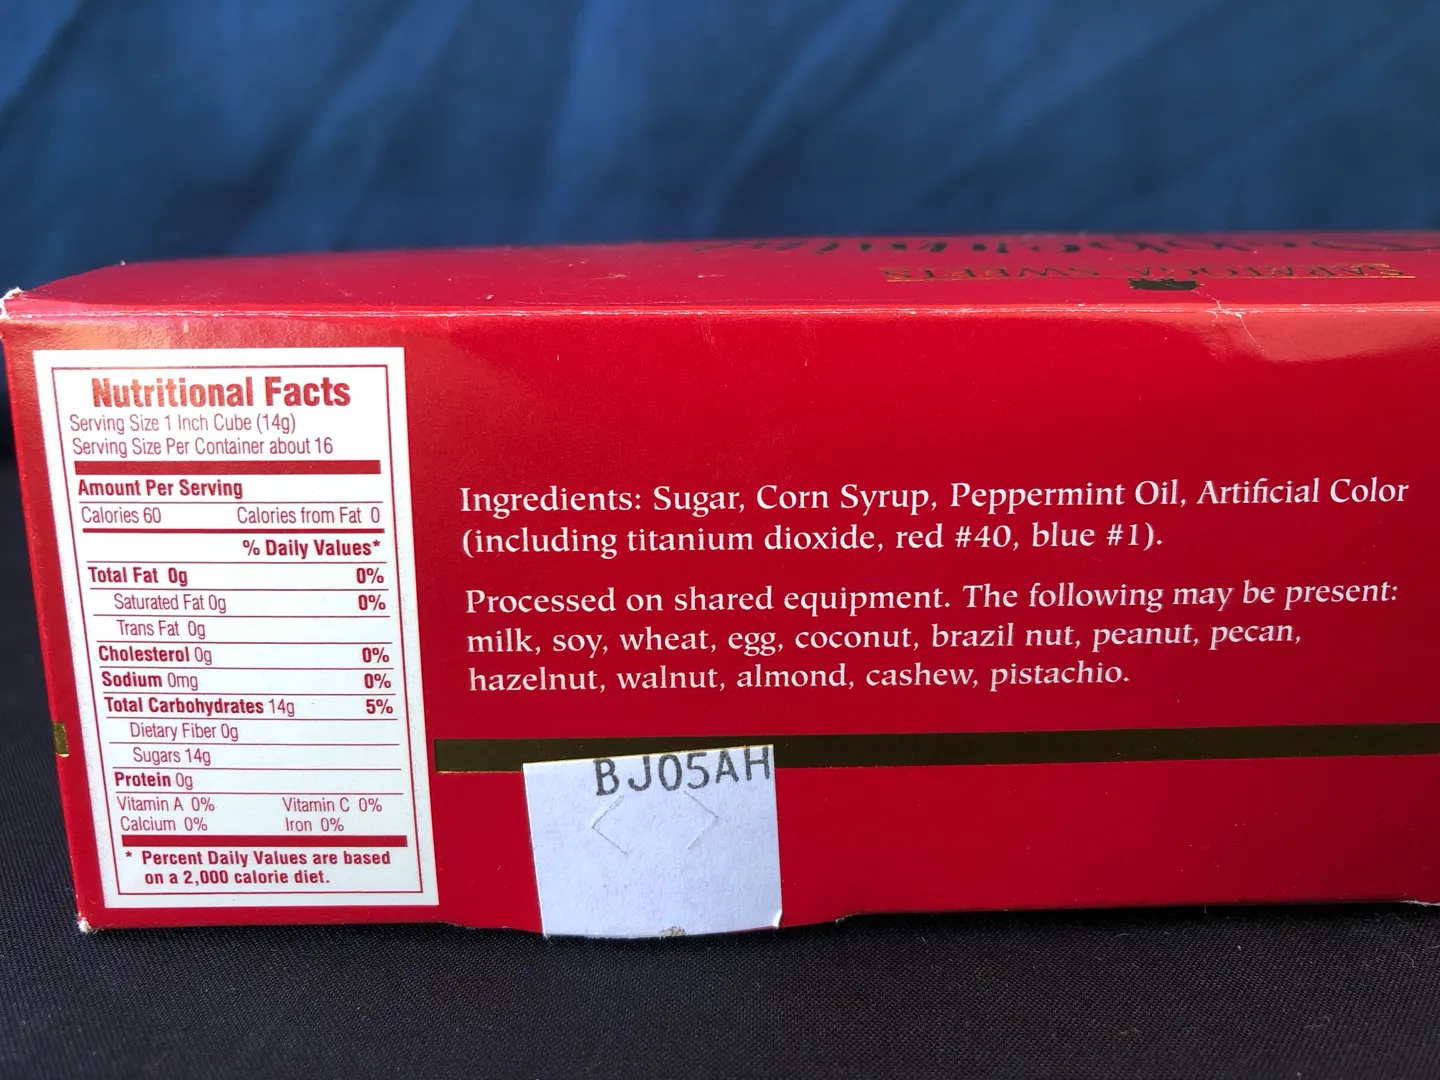 SARATOGA SWEETS
Nutritional Facts
Serving Size 1 Inch Cube (14g)
Serving Size Per Container about 16
Amount Per Serving
Calories 60 Calories from Fat 0
% Daily Values*
Total Fat 0g 0%
Saturated Fat 0g 0%
Trans Fat 0g
Cholesterol 0g 0%
Sodium 0mg 0%
Total Carbohydrates 14g 5%
Dietary Fiber 0g
Sugars 14g
Protein 0g
Vitamin A 0% Vitamin C 0%
Calcium 0% Iron 0%
* Percent Daily Values are based
on a 2,000 calorie diet.
Ingredients: Sugar, Corn Syrup, Peppermint Oil, Artificial Color
(including titanium dioxide, red #40, blue #1).
Processed on shared equipment. The following may be present:
milk, soy, wheat, egg, coconut, brazil nut, peanut, pecan,
hazelnut, walnut, almond, cashew, pistachio.
BJ05AH